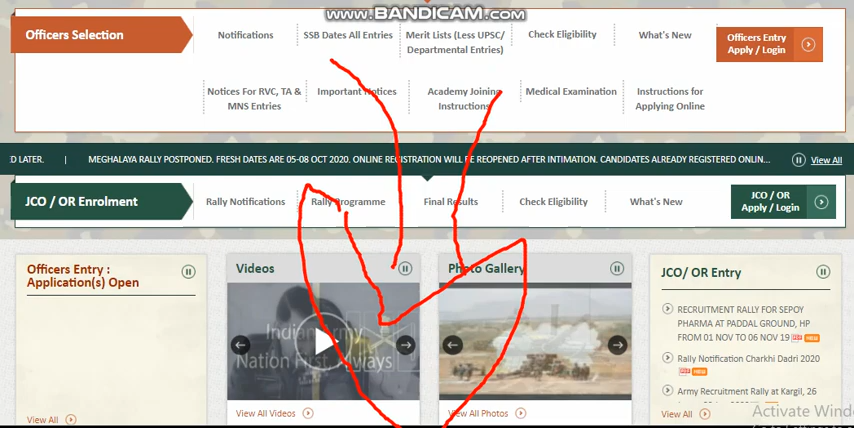 www.BANDICAM.com
Officers Selection
Notifications
SSB Dates All Entries
Merit Lists (Less UPSC/
Departmental Entries)
Check Eligibility
What's New
Officers Entry
Apply / Login
Notices For RVC, TA &
MNS Entries
Important Notices
Academy Joining
Instructions
Medical Examination
Instructions for
Applying Online
D LATER. | MEGHALAYA RALLY POSTPONED. FRESH DATES ARE 05-08 OCT 2020. ONLINE REGISTRATION WILL BE REOPENED AFTER INTIMATION. CANDIDATES ALREADY REGISTERED ONLIN... View All
JCO / OR Enrolment
Rally Notifications
Rally Programme
Final Results
Check Eligibility
What's New
JCO / OR
Apply / Login
Officers Entry :
Application(s) Open
View All
Videos
Indian Army
Nation First, Always
View All Videos
Photo Gallery
View All Photos
JCO/ OR Entry
RECRUITMENT RALLY FOR SEPOY
PHARMA AT PADDAL GROUND, HP
FROM 01 NOV TO 06 NOV 19
Rally Notification Charkhi Dadri 2020
Army Recruitment Rally at Kargil, 26
View All
Activate Wind